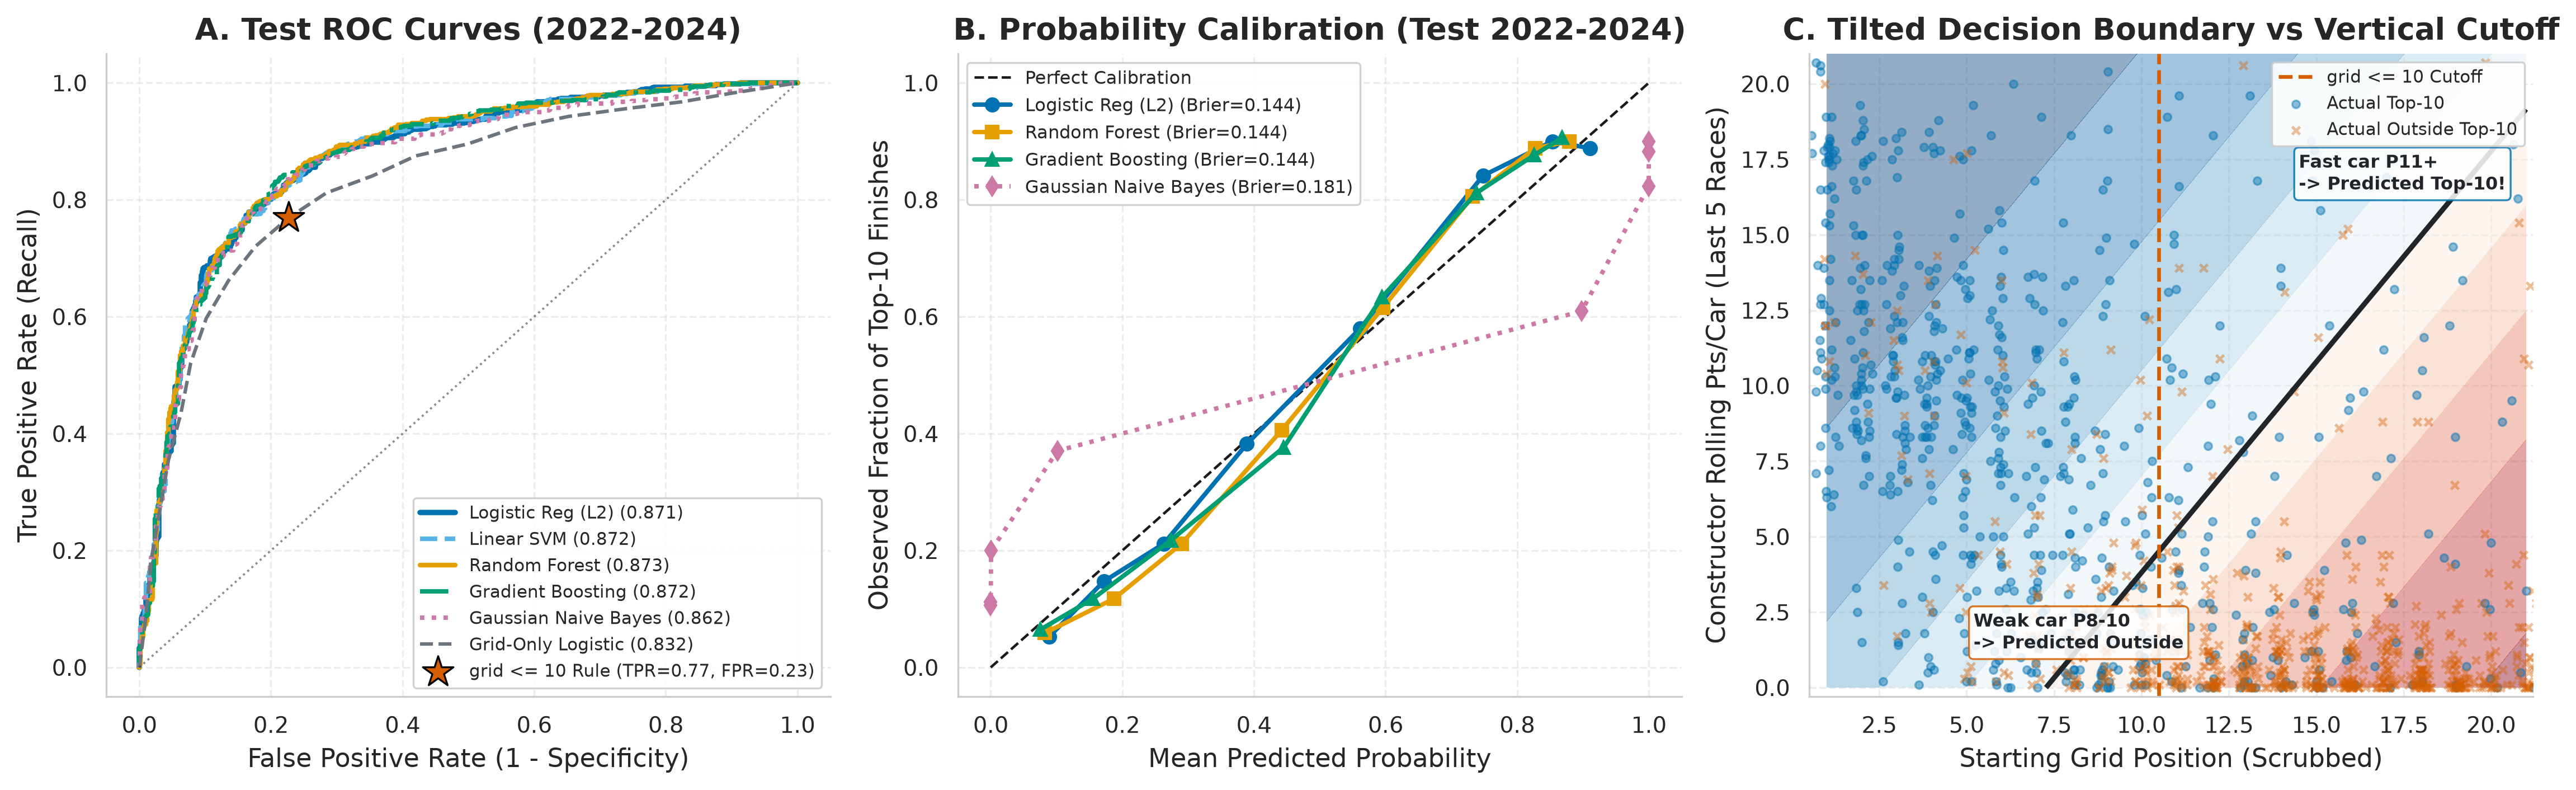 A. Test ROC Curves (2022-2024)
True Positive Rate (Recall)
1.0
0.8
0.6
0.4
0.2
0.0
Logistic Reg (L2) (0.871)
Linear SVM (0.872)
Random Forest (0.873)
Gradient Boosting (0.872)
Gaussian Naive Bayes (0.862)
Grid-Only Logistic (0.832)
grid <= 10 Rule (TPR=0.77, FPR=0.23)
0.0 0.2 0.4 0.6 0.8 1.0
False Positive Rate (1 - Specificity)
B. Probability Calibration (Test 2022-2024)
Observed Fraction of Top-10 Finishes
1.0
0.8
0.6
0.4
0.2
0.0
Perfect Calibration
Logistic Reg (L2) (Brier=0.144)
Random Forest (Brier=0.144)
Gradient Boosting (Brier=0.144)
Gaussian Naive Bayes (Brier=0.181)
0.0 0.2 0.4 0.6 0.8 1.0
Mean Predicted Probability
C. Tilted Decision Boundary vs Vertical Cutoff
Constructor Rolling Pts/Car (Last 5 Races)
20.0
17.5
15.0
12.5
10.0
7.5
5.0
2.5
0.0
grid <= 10 Cutoff
Actual Top-10
Actual Outside Top-10
Fast car P11+
-> Predicted Top-10!
Weak car P8-10
-> Predicted Outside
2.5 5.0 7.5 10.0 12.5 15.0 17.5 20.0
Starting Grid Position (Scrubbed)